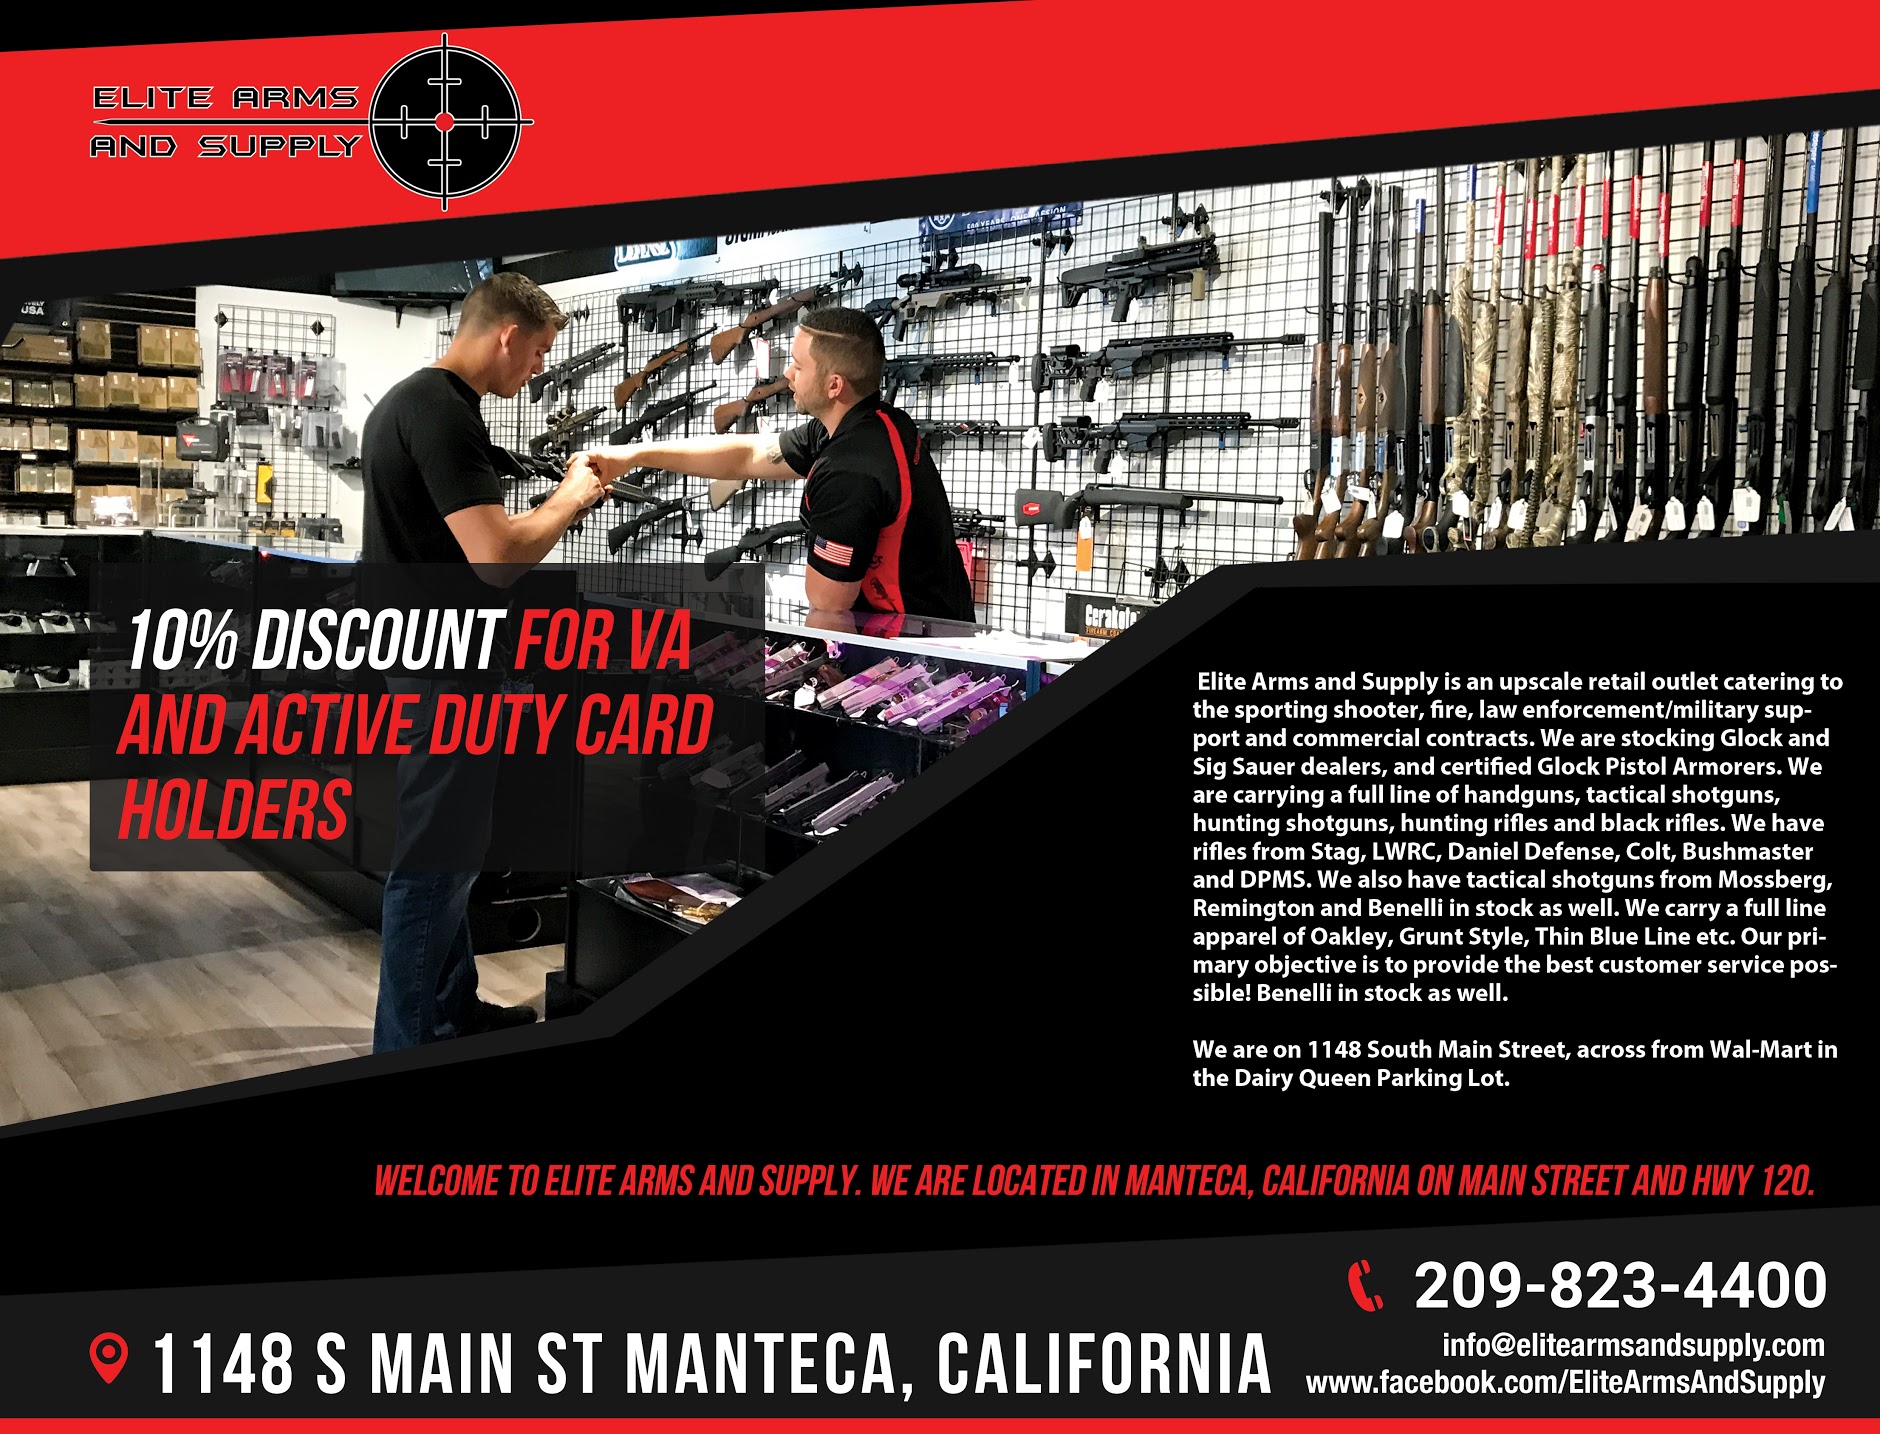 ELITE ARMS
AND SUPPLY
USA
Cerakote
10% DISCOUNT FOR VA
AND ACTIVE DUTY CARD
HOLDERS
Elite Arms and Supply is an upscale retail outlet catering to
the sporting shooter, fire, law enforcement/military sup-
port and commercial contracts. We are stocking Glock and
Sig Sauer dealers, and certified Glock Pistol Armorers. We
are carrying a full line of handguns, tactical shotguns,
hunting shotguns, hunting rifles and black rifles. We have
rifles from Stag, LWRC, Daniel Defense, Colt, Bushmaster
and DPMS. We also have tactical shotguns from Mossberg,
Remington and Benelli in stock as well. We carry a full line
apparel of Oakley, Grunt Style, Thin Blue Line etc. Our pri-
mary objective is to provide the best customer service pos-
sible! Benelli in stock as well.
We are on 1148 South Main Street, across from Wal-Mart in
the Dairy Queen Parking Lot.
WELCOME TO ELITE ARMS AND SUPPLY. WE ARE LOCATED IN MANTECA, CALIFORNIA ON MAIN STREET AND HWY 120.
209-823-4400
1148 S MAIN ST MANTECA, CALIFORNIA
info@elitearmsandsupply.com
www.facebook.com/EliteArmsAndSupply